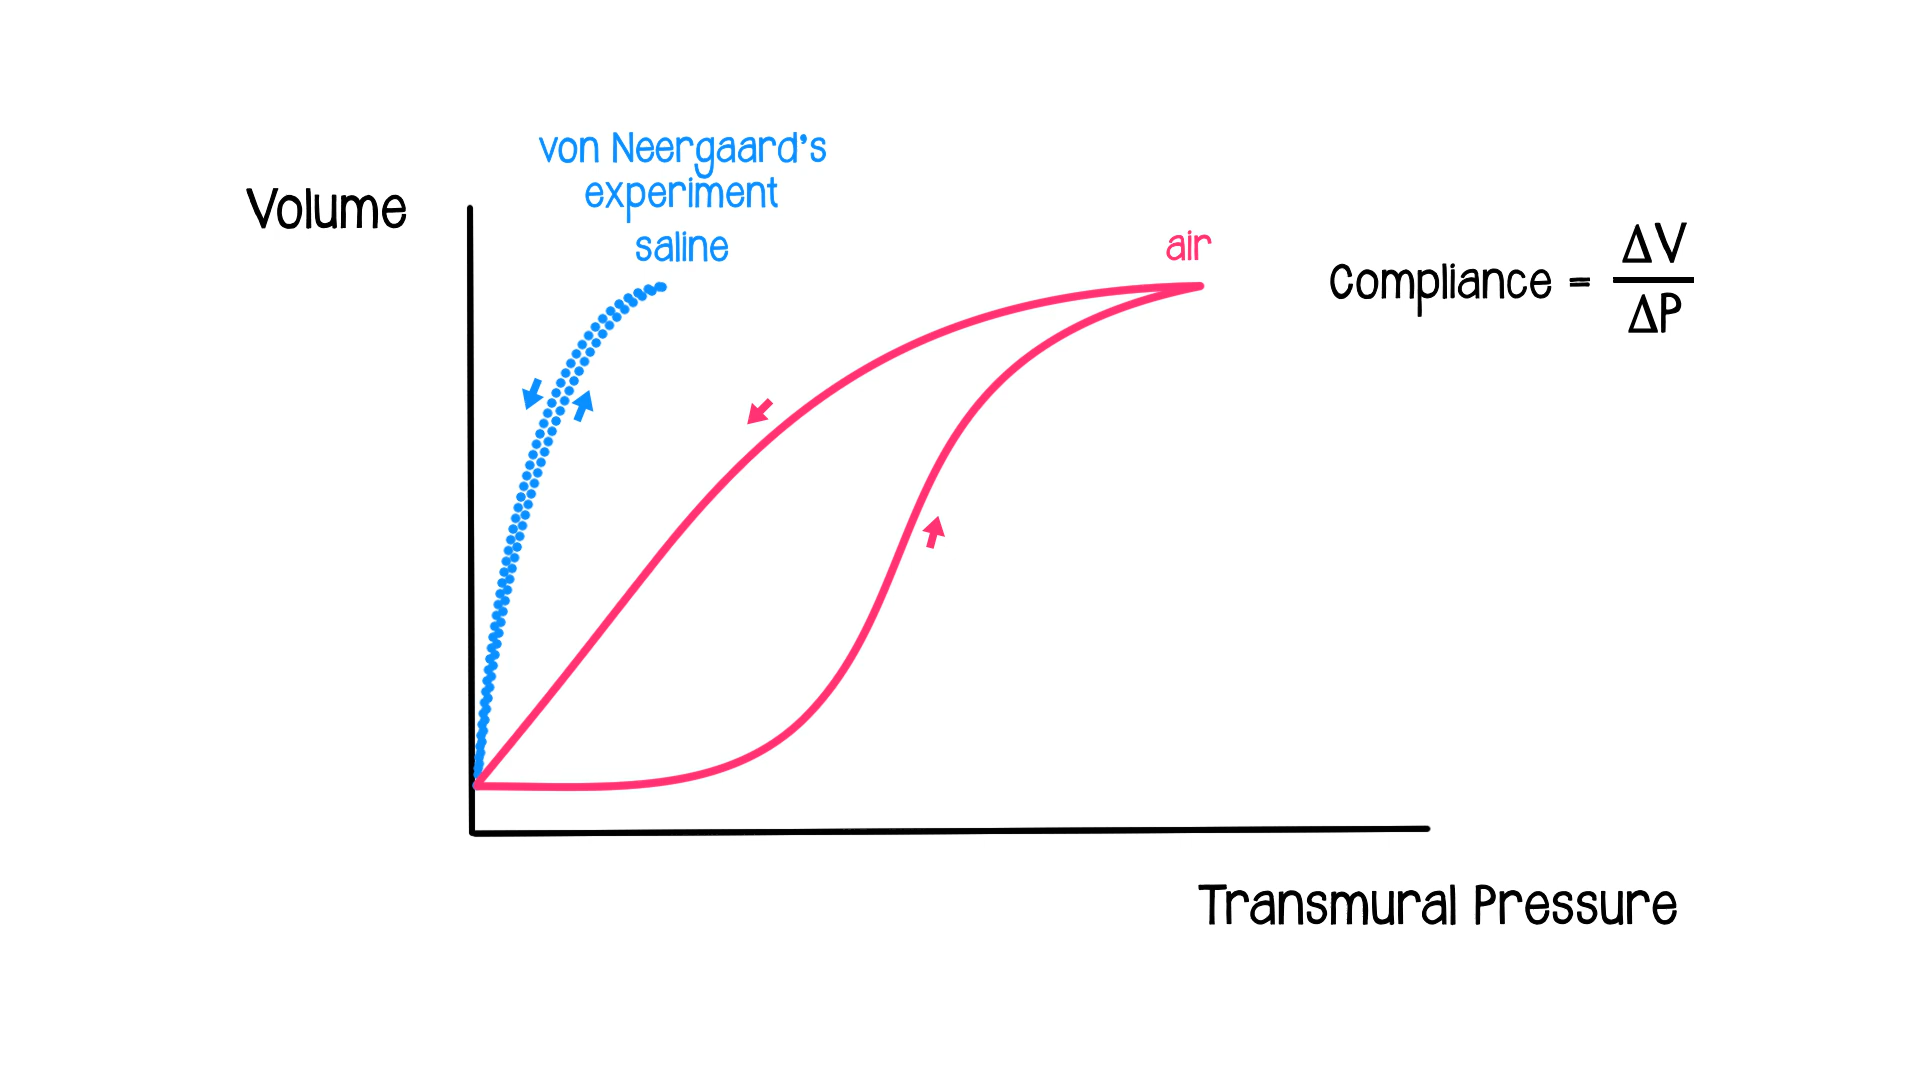 von Neergaard's
experiment
saline
Volume
air
Compliance = ΔV
ΔP
Transmural Pressure